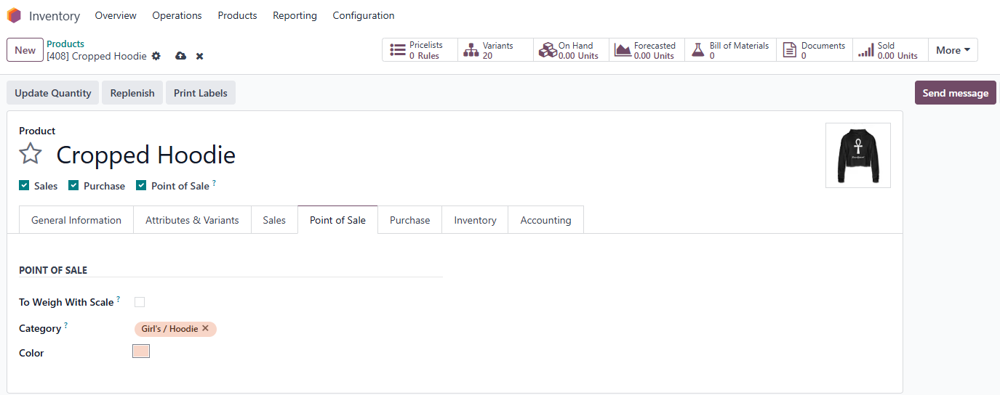 Inventory Overview Operations Products Reporting Configuration
New
Products
[408] Cropped Hoodie
Pricelists
0 Rules
Variants
20
On Hand
0.00 Units
Forecasted
0.00 Units
Bill of Materials
0
Documents
0
Sold
0.00 Units
More
Update Quantity Replenish Print Labels
Send message
Product
Cropped Hoodie
Sales Purchase Point of Sale ?
General Information Attributes & Variants Sales Point of Sale Purchase Inventory Accounting
POINT OF SALE
To Weigh With Scale ?
Category ? Girl's / Hoodie
Color